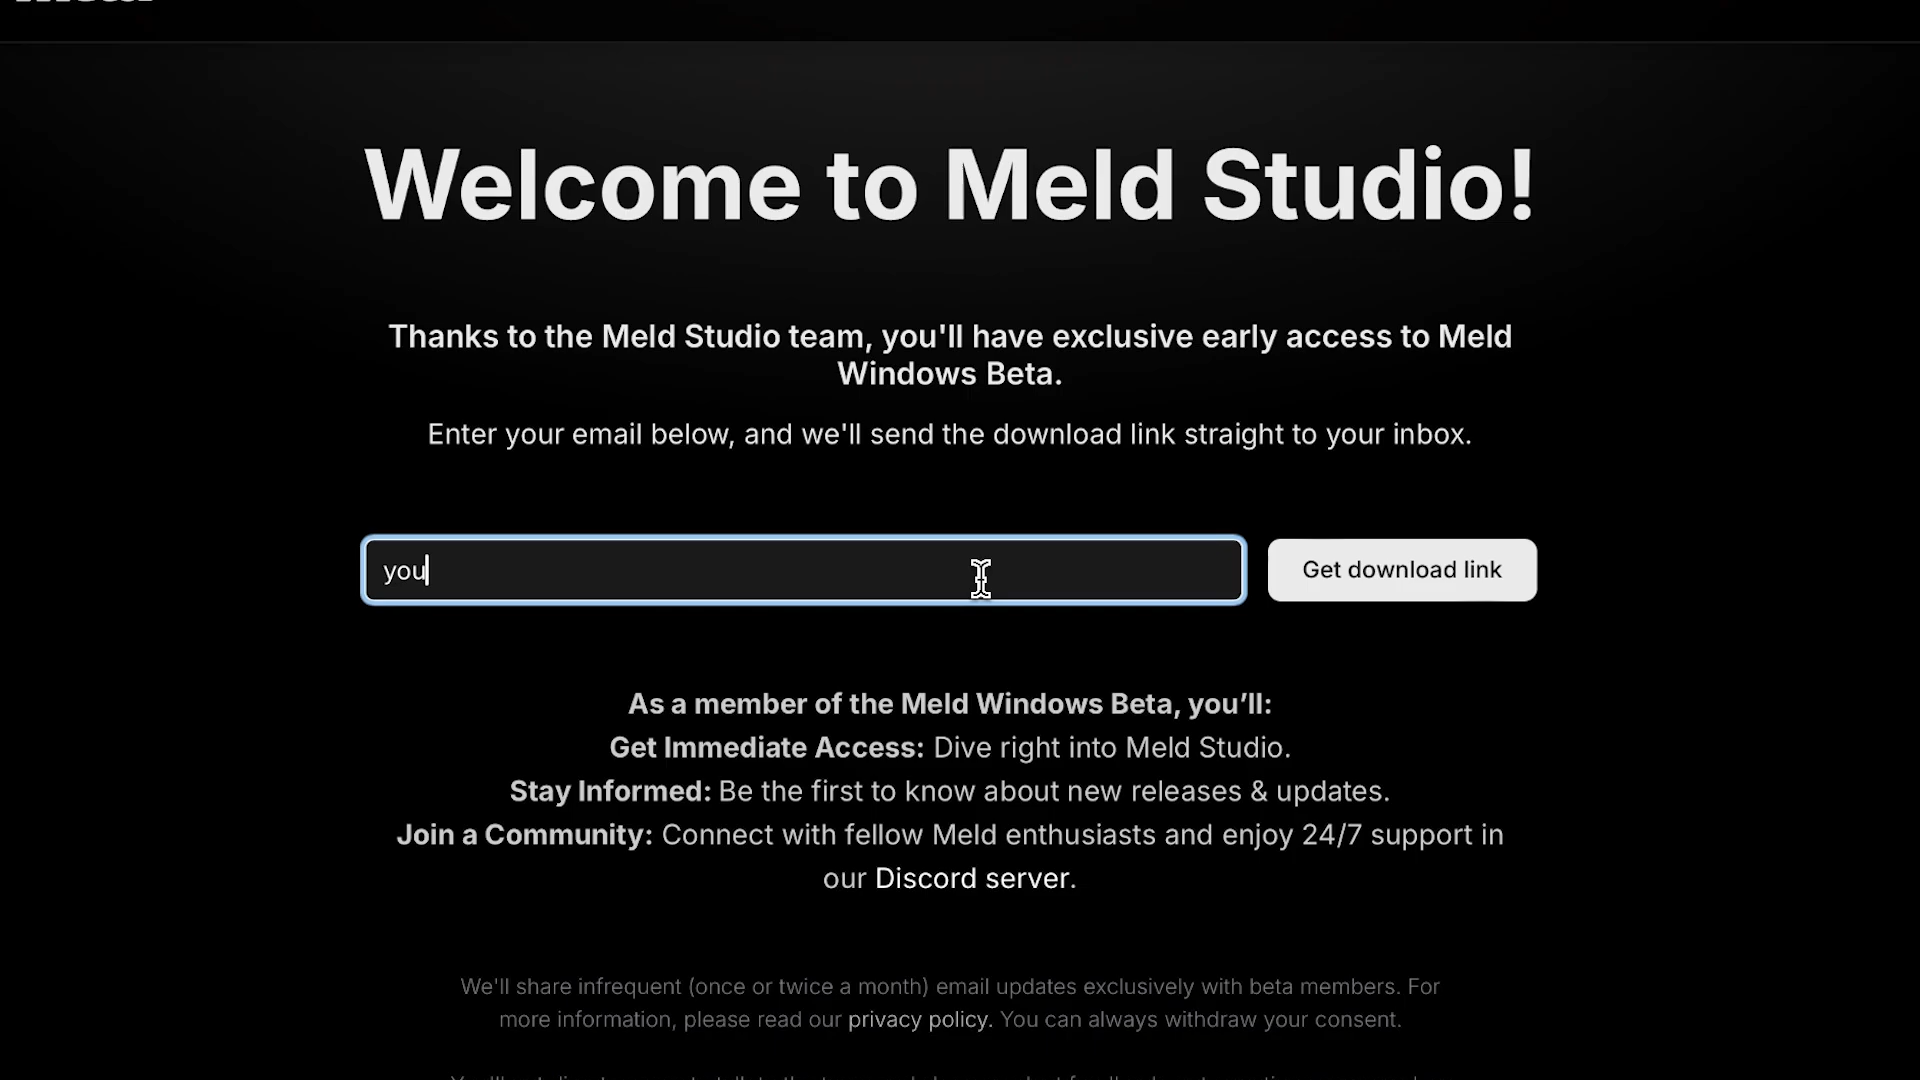 Welcome to Meld Studio!
Thanks to the Meld Studio team, you'll have exclusive early access to Meld
Windows Beta.
Enter your email below, and we'll send the download link straight to your inbox.
you
Get download link
As a member of the Meld Windows Beta, you’ll:
Get Immediate Access: Dive right into Meld Studio.
Stay Informed: Be the first to know about new releases & updates.
Join a Community: Connect with fellow Meld enthusiasts and enjoy 24/7 support in
our Discord server.
We'll share infrequent (once or twice a month) email updates exclusively with beta members. For
more information, please read our privacy policy. You can always withdraw your consent.